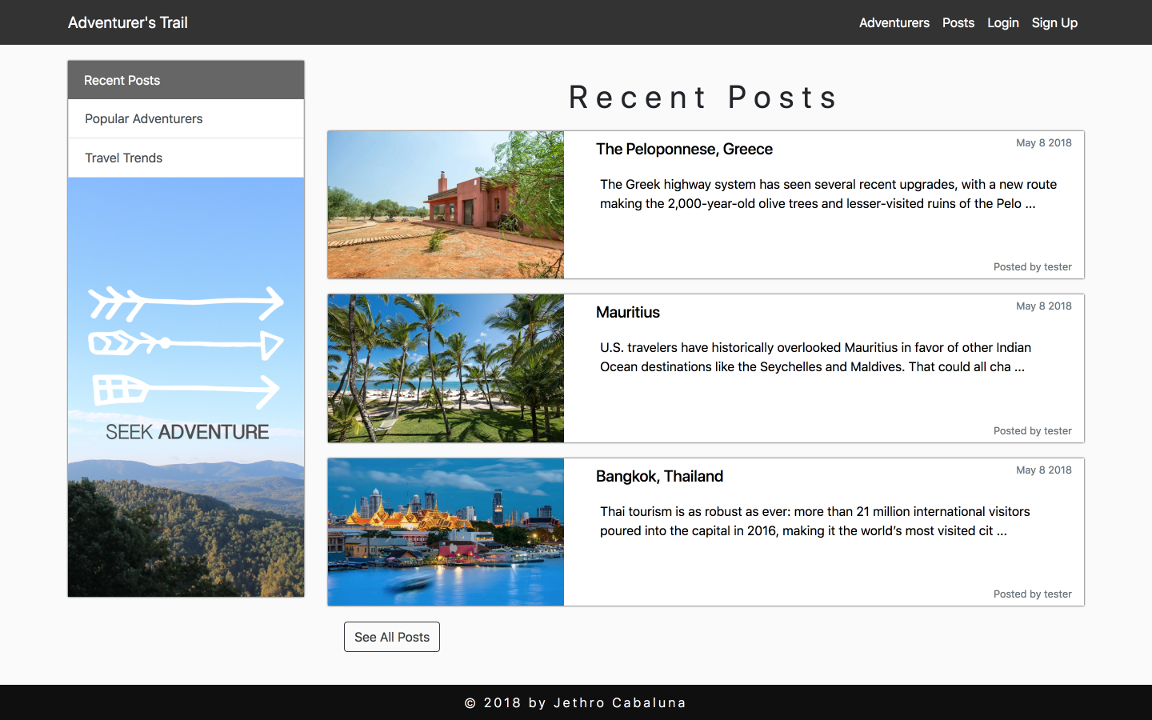 Adventurer's Trail
Adventurers Posts Login Sign Up
Recent Posts
Popular Adventurers
Travel Trends
SEEK ADVENTURE
Recent Posts
The Peloponnese, Greece
May 8 2018
The Greek highway system has seen several recent upgrades, with a new route
making the 2,000-year-old olive trees and lesser-visited ruins of the Pelo ...
Posted by tester
Mauritius
May 8 2018
U.S. travelers have historically overlooked Mauritius in favor of other Indian
Ocean destinations like the Seychelles and Maldives. That could all cha ...
Posted by tester
Bangkok, Thailand
May 8 2018
Thai tourism is as robust as ever: more than 21 million international visitors
poured into the capital in 2016, making it the world’s most visited cit ...
Posted by tester
See All Posts
© 2018 by Jethro Cabaluna